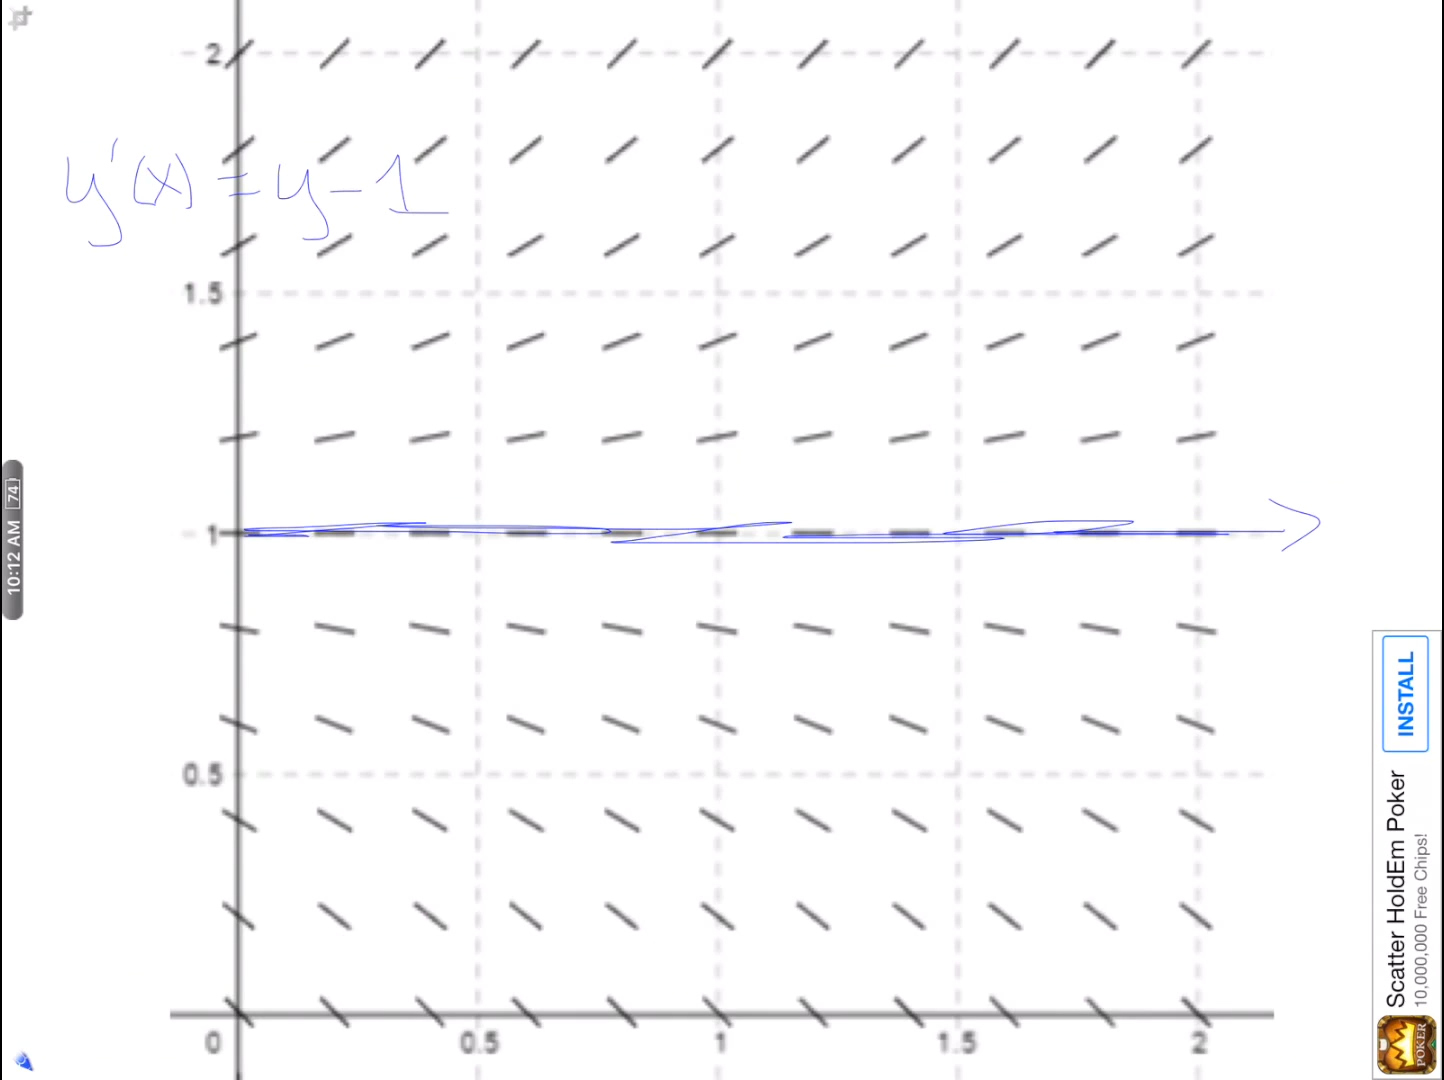 2
y'(x) = y - 1
1.5
1
0.5
0 0.5 1 1.5 2
10:12 AM 74
INSTALL
Scatter HoldEm Poker
10,000,000 Free Chips!
POKER